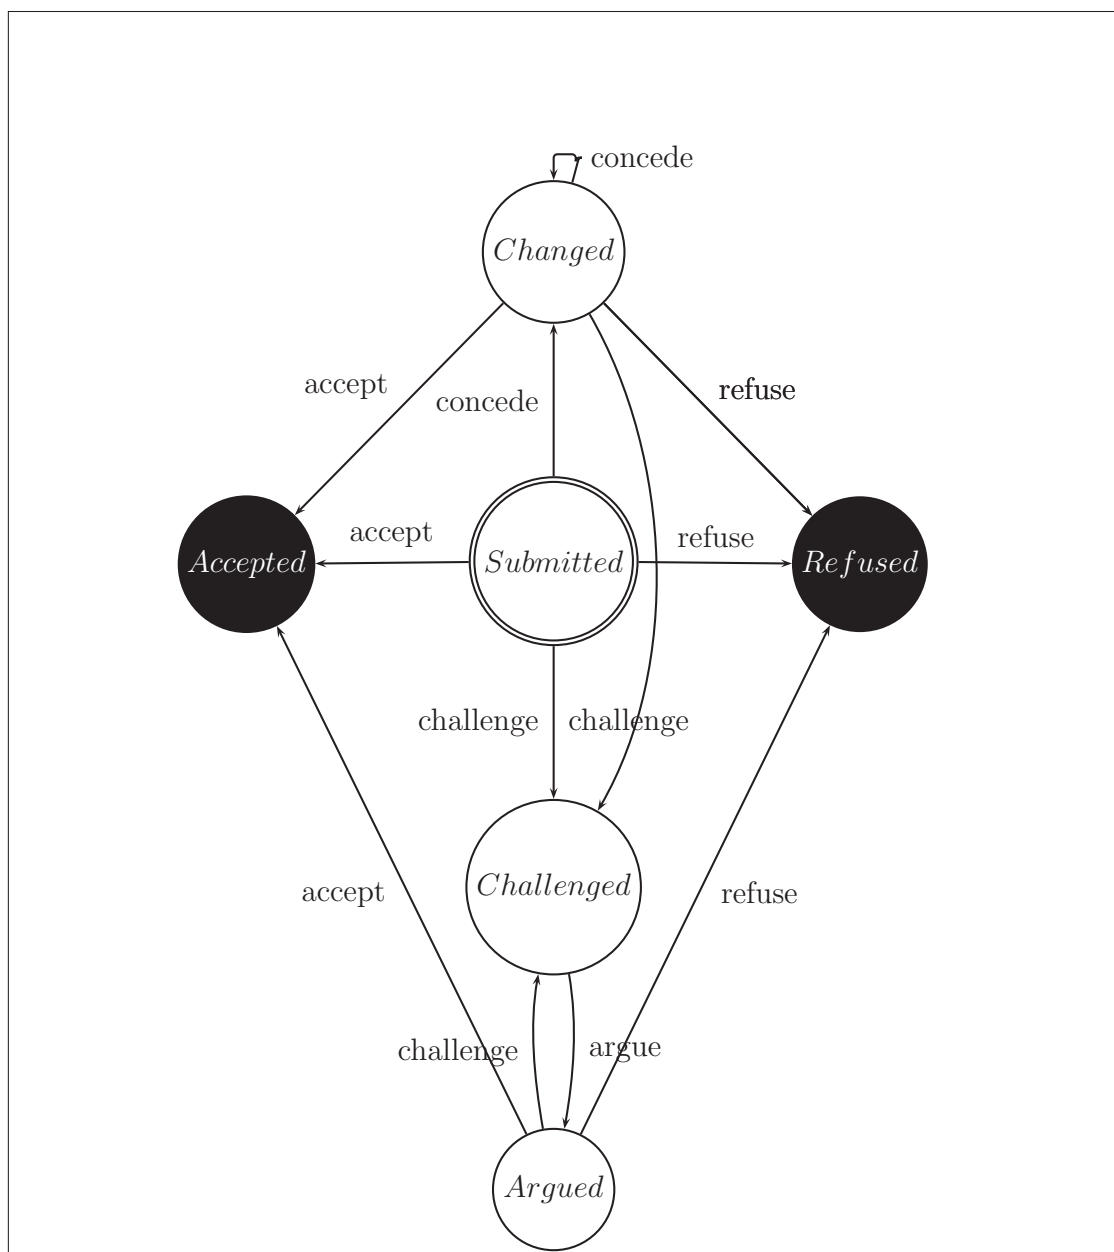 concede
Changed
accept
refuse
concede
accept
refuse
Accepted
Submitted
Refused
challenge
challenge
Challenged
accept
refuse
challenge
argue
Argued